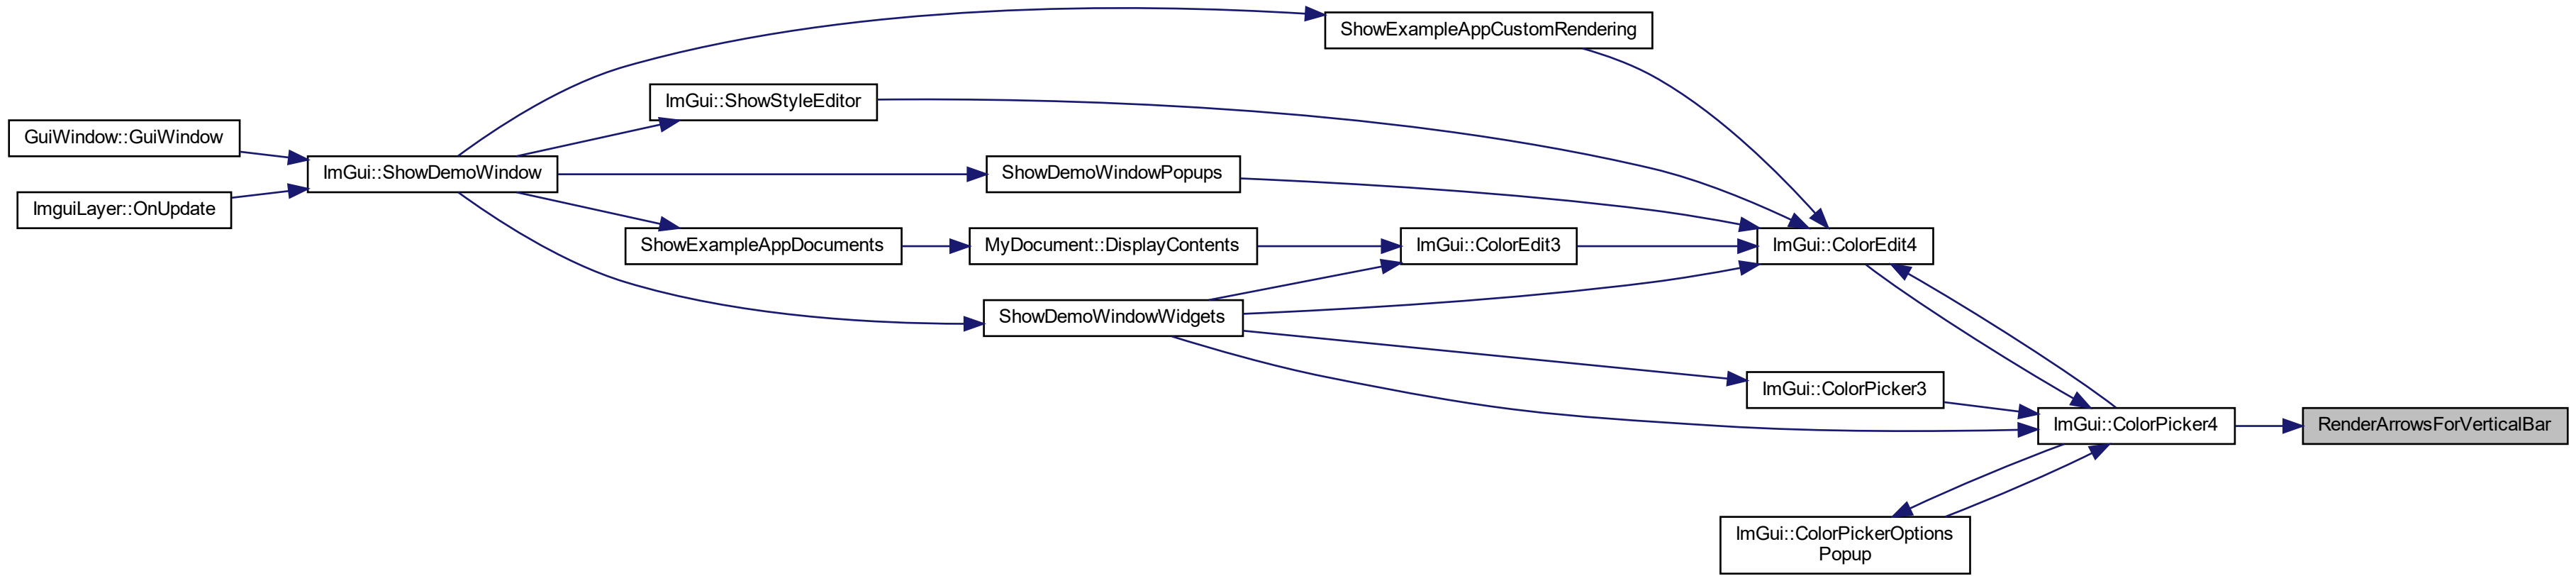 ShowExampleAppCustomRendering
ImGui::ShowStyleEditor
GuiWindow::GuiWindow
ImGui::ShowDemoWindow
ShowDemoWindowPopups
ImguiLayer::OnUpdate
ShowExampleAppDocuments
MyDocument::DisplayContents
ImGui::ColorEdit3
ImGui::ColorEdit4
ShowDemoWindowWidgets
ImGui::ColorPicker3
ImGui::ColorPicker4
RenderArrowsForVerticalBar
ImGui::ColorPickerOptions
Popup